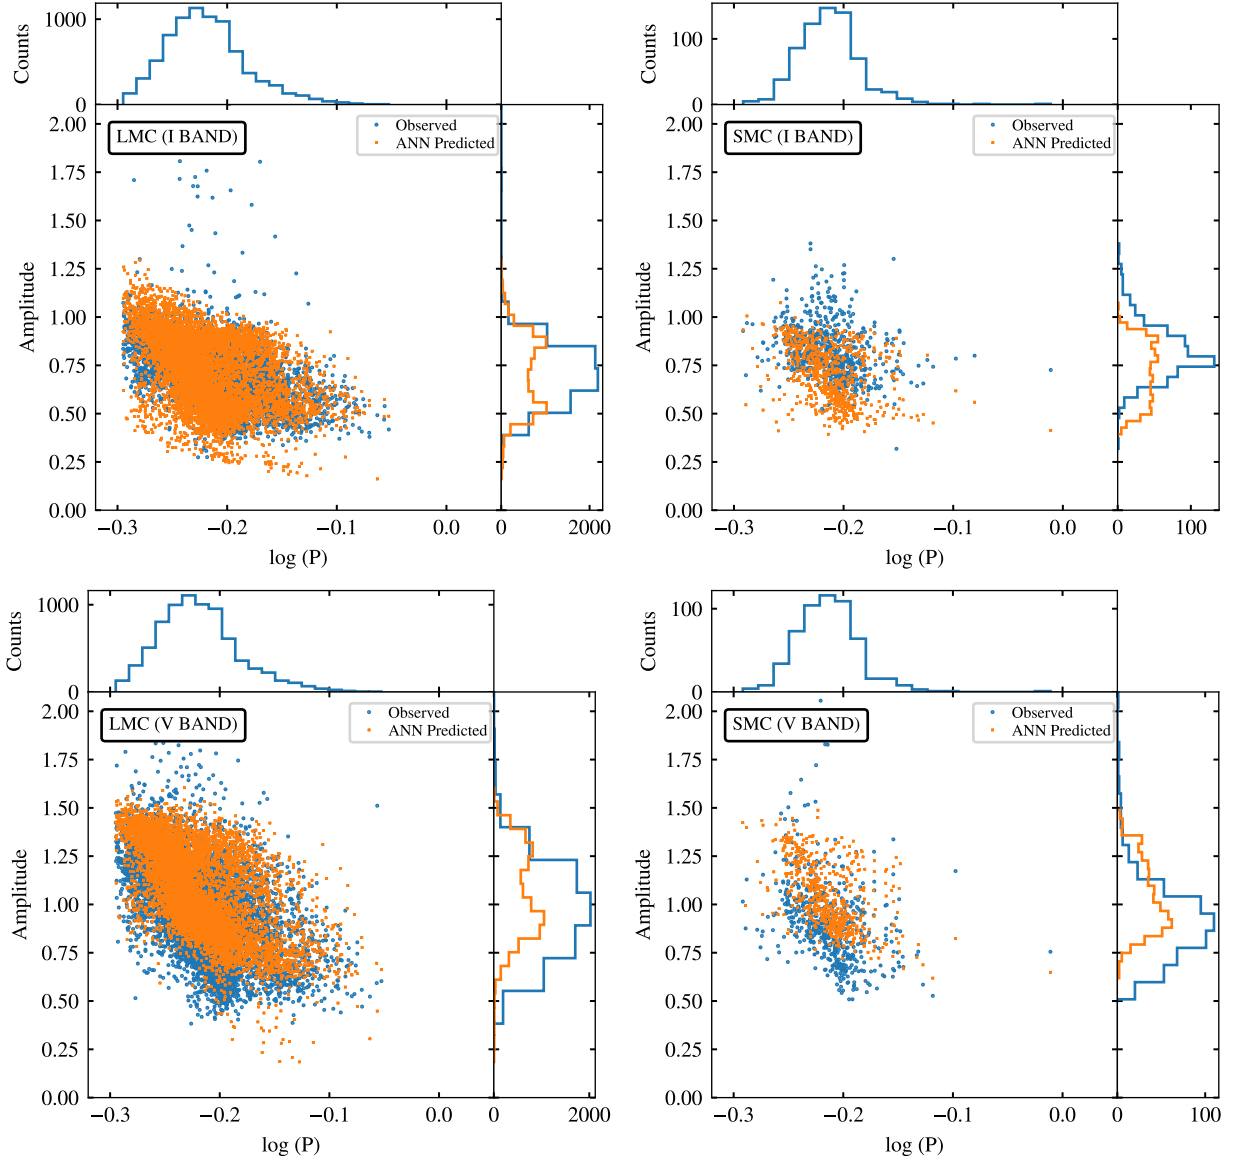 Counts
1000
0
LMC (I BAND)
Observed
ANN Predicted
Amplitude
2.00
1.75
1.50
1.25
1.00
0.75
0.50
0.25
0.00
−0.3 −0.2 −0.1 0.0
0 2000
log (P)
Counts
100
0
SMC (I BAND)
Observed
ANN Predicted
Amplitude
2.00
1.75
1.50
1.25
1.00
0.75
0.50
0.25
0.00
−0.3 −0.2 −0.1 0.0
0 100
log (P)
Counts
1000
0
LMC (V BAND)
Observed
ANN Predicted
Amplitude
2.00
1.75
1.50
1.25
1.00
0.75
0.50
0.25
0.00
−0.3 −0.2 −0.1 0.0
0 2000
log (P)
Counts
100
0
SMC (V BAND)
Observed
ANN Predicted
Amplitude
2.00
1.75
1.50
1.25
1.00
0.75
0.50
0.25
0.00
−0.3 −0.2 −0.1 0.0
0 100
log (P)